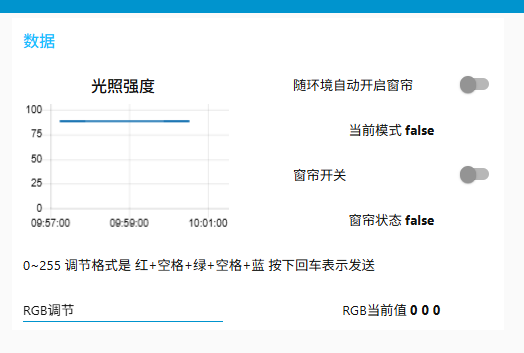 数据
光照强度
100
75
50
25
0
09:57:00 09:59:00 10:01:00
随环境自动开启窗帘
当前模式 false
窗帘开关
窗帘状态 false
0~255 调节格式是 红+空格+绿+空格+蓝 按下回车表示发送
RGB调节
RGB当前值 0 0 0